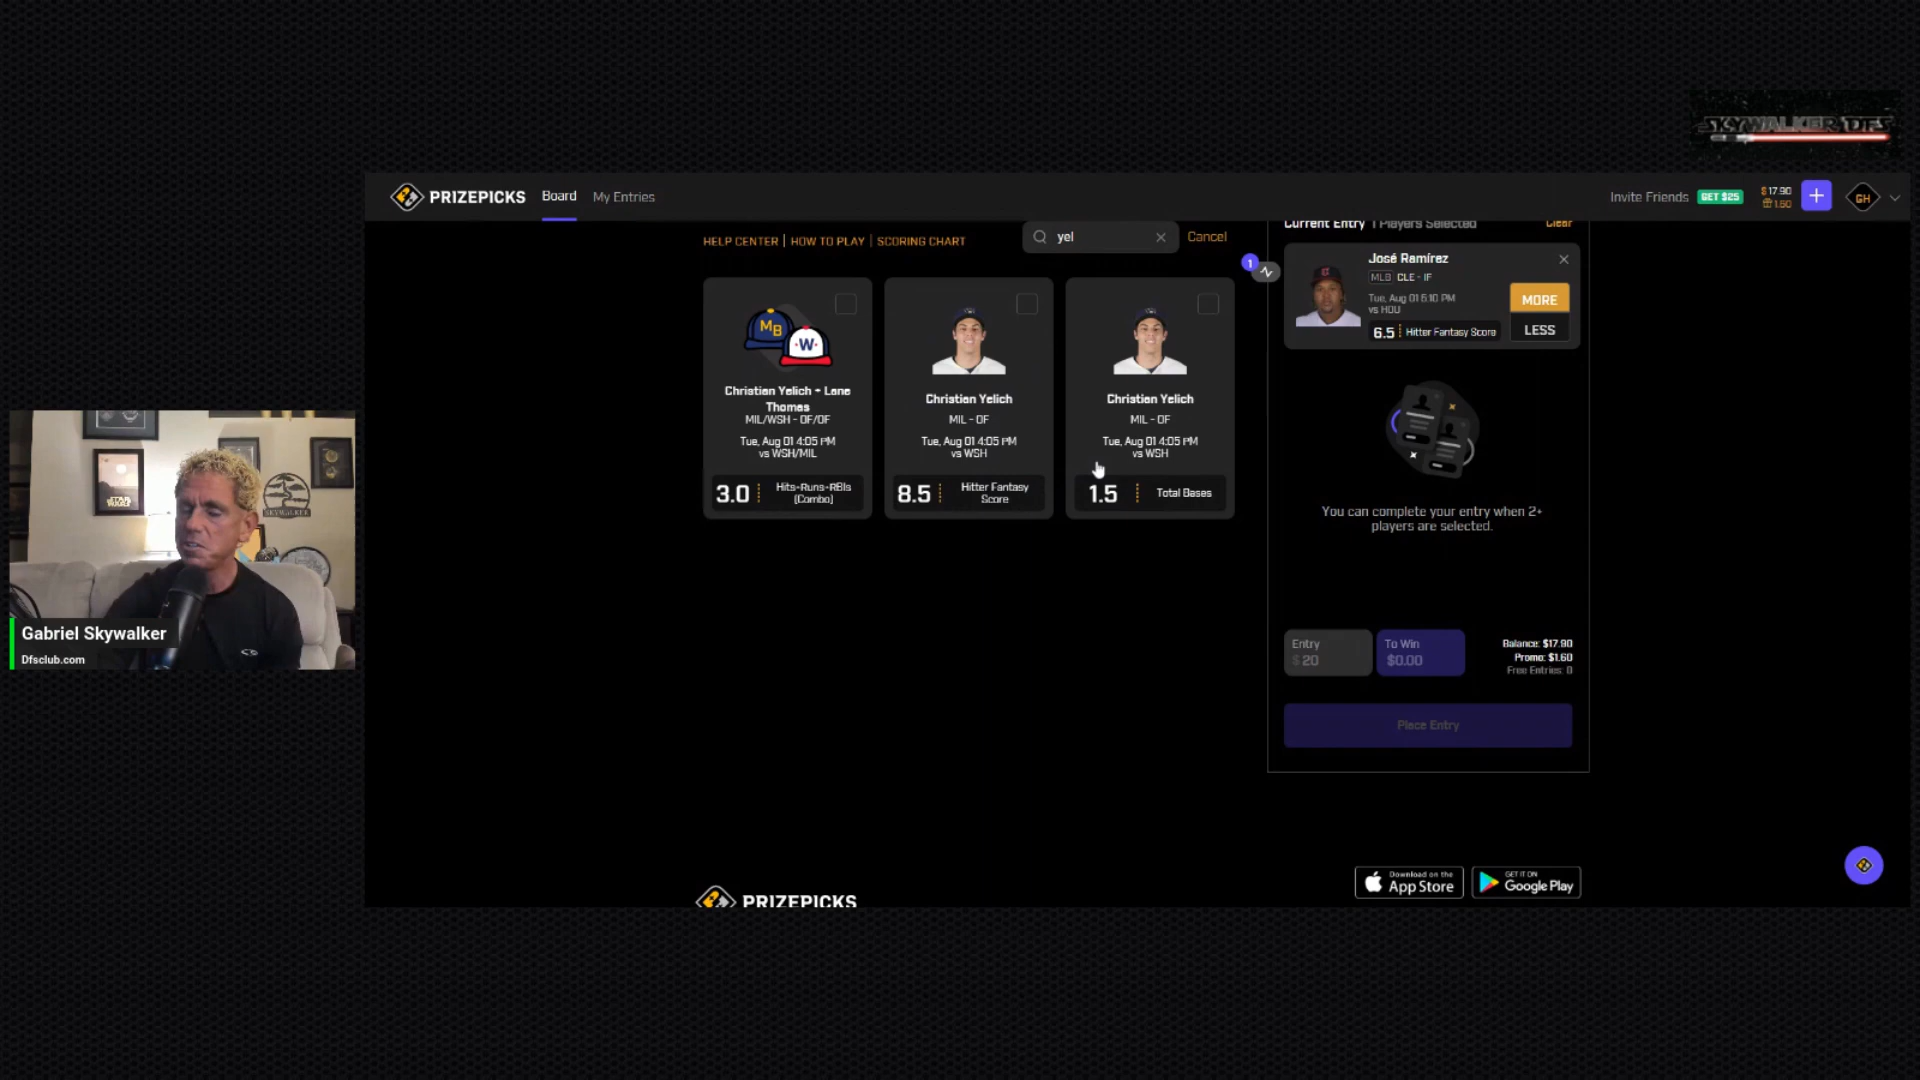 SKYWALKER DFS
PRIZEPICKS
Board
My Entries
Invite Friends
GET $25
$17.90
1.60
GH
HELP CENTER | HOW TO PLAY | SCORING CHART
yel
Cancel
Current Entry 1 Players Selected
Clear
1
José Ramírez
MLB CLE - IF
Tue, Aug 01 5:10 PM
vs HOU
6.5 Hitter Fantasy Score
MORE
LESS
MB
W
Christian Yelich + Lane
Thomas
MIL/WSH - OF/OF
Tue, Aug 01 4:05 PM
vs WSH/MIL
3.0
Hits-Runs-RBIs
(Combo)
Christian Yelich
MIL - OF
Tue, Aug 01 4:05 PM
vs WSH
8.5
Hitter Fantasy
Score
Christian Yelich
MIL - OF
Tue, Aug 01 4:05 PM
vs WSH
1.5
Total Bases
You can complete your entry when 2+
players are selected.
Entry
$ 20
To Win
$0.00
Balance: $17.90
Promo: $1.60
Free Entries: 0
Place Entry
STAR
WARS
SKYWALKER
Gabriel Skywalker
Dfsclub.com
Download on the
App Store
GET IT ON
Google Play
PRIZEPICKS